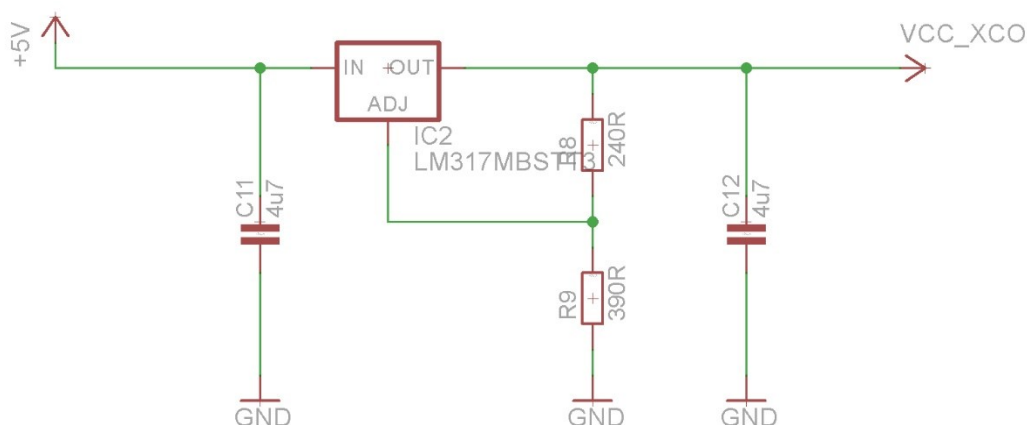 +5V
VCC_XCO
IN
OUT
ADJ
IC2
LM317MBSTT3
R8
240R
C11
4u7
C12
4u7
R9
390R
GND
GND
GND